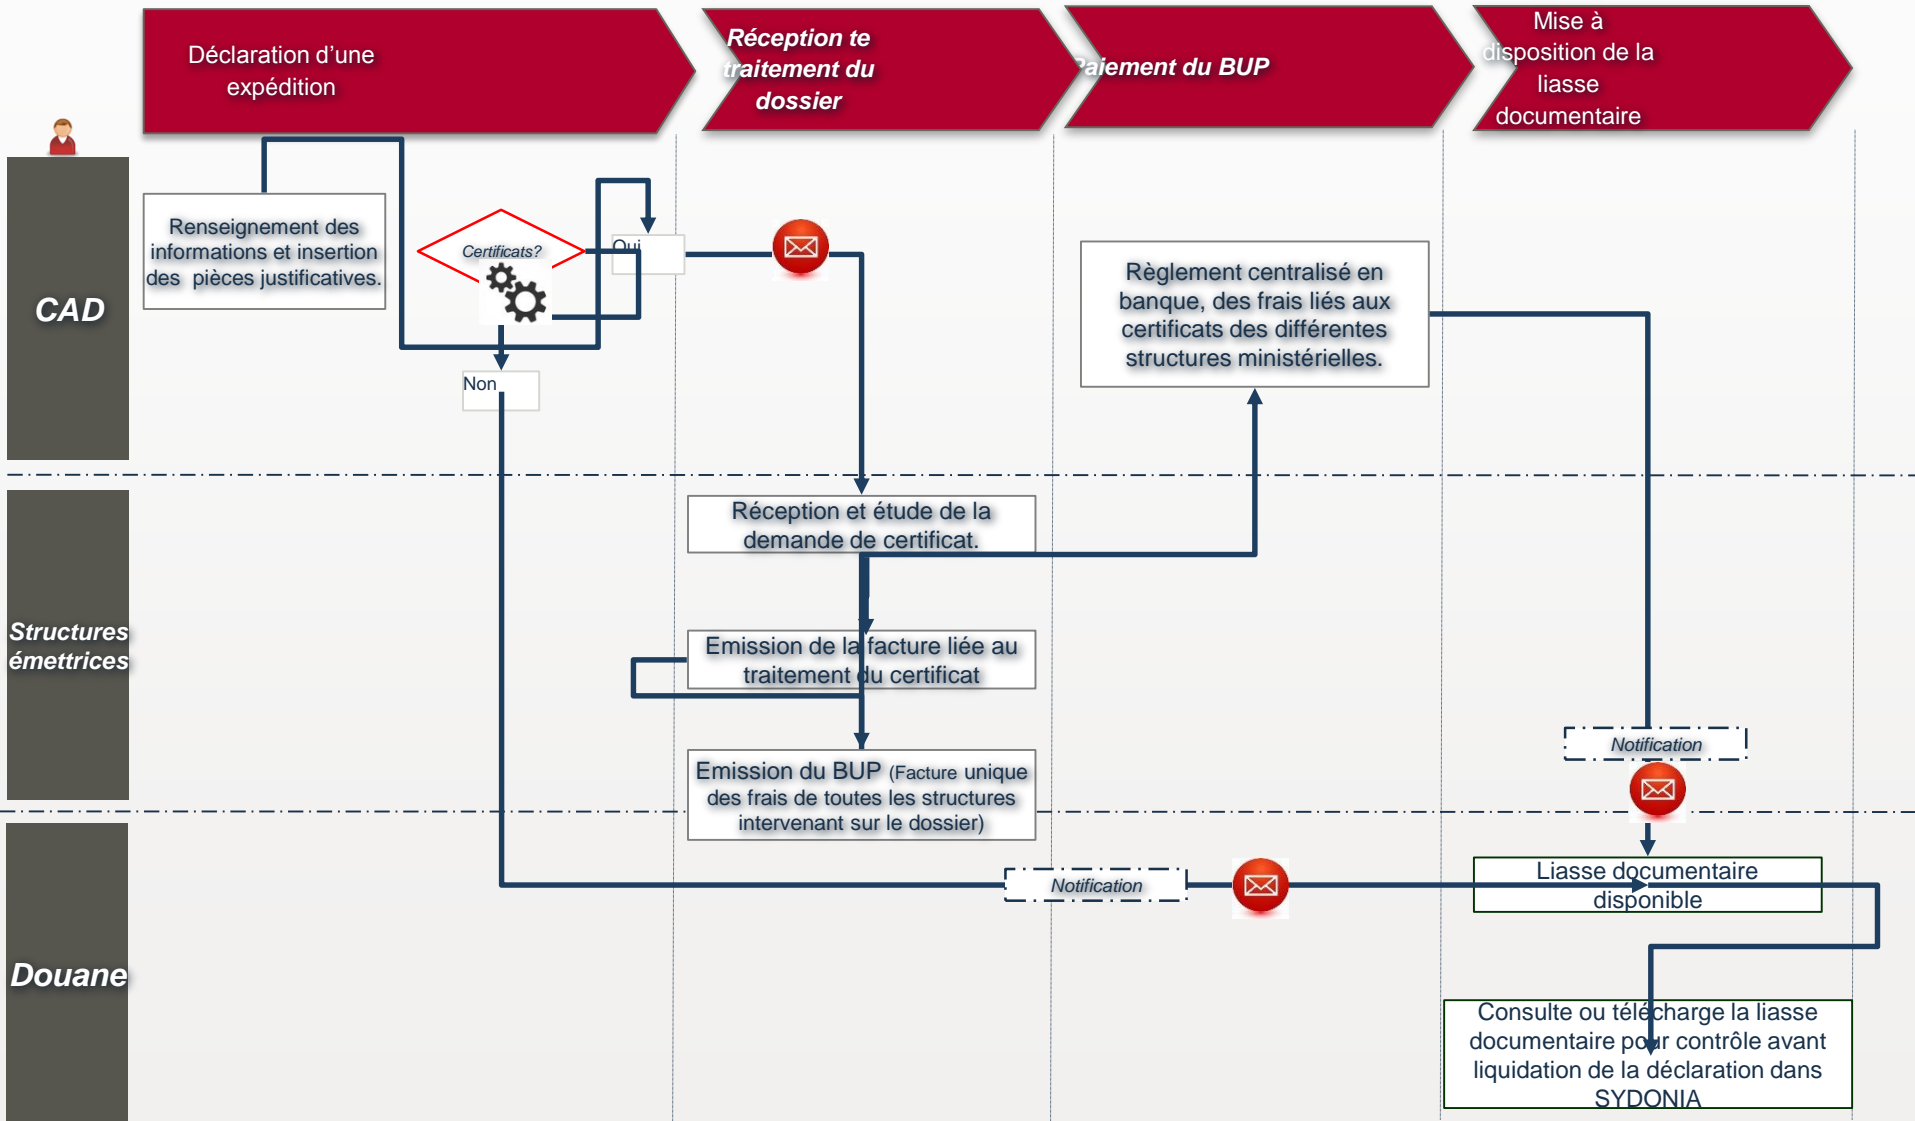 Déclaration d’une
expédition
Réception te
traitement du
dossier
Paiement du BUP
Mise à
disposition de la
liasse
documentaire
CAD
Renseignement des
informations et insertion
des pièces justificatives.
Certificats?
Oui
Non
Règlement centralisé en
banque, des frais liés aux
certificats des différentes
structures ministérielles.
Structures
émettrices
Réception et étude de la
demande de certificat.
Emission de la facture liée au
traitement du certificat
Emission du BUP (Facture unique
des frais de toutes les structures
intervenant sur le dossier)
Notification
Douane
Notification
Liasse documentaire
disponible
Consulte ou télécharge la liasse
documentaire pour contrôle avant
liquidation de la déclaration dans
SYDONIA